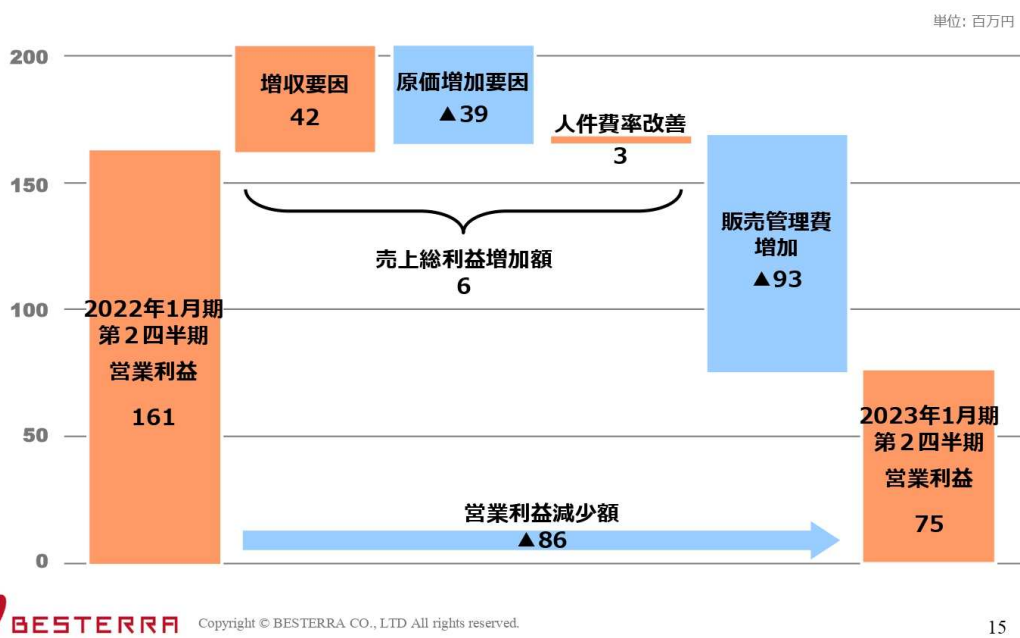 単位: 百万円
200
150
100
50
0
増収要因
42
原価増加要因
▲39
人件費率改善
3
販売管理費
増加
▲93
売上総利益増加額
6
2022年1月期
第２四半期
営業利益
161
2023年1月期
第２四半期
営業利益
75
営業利益減少額
▲86
BESTERRA
Copyright © BESTERRA CO., LTD All rights reserved.
15